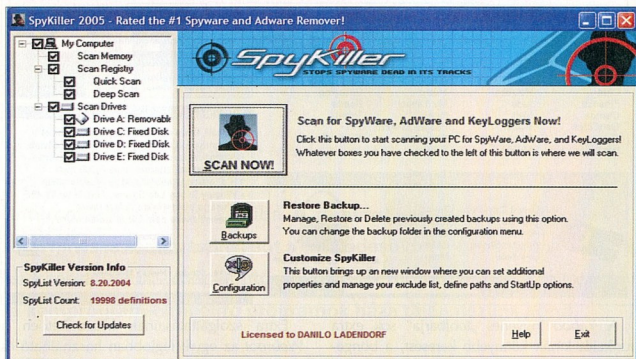 SpyKiller 2005 - Rated the #1 Spyware and Adware Remover!
My Computer
Scan Memory
Scan Registry
Quick Scan
Deep Scan
Scan Drives
Drive A: Removabl
Drive C: Fixed Disk
Drive D: Fixed Disk
Drive E: Fixed Disk
SpyKiller Version Info
SpyList Version: 8.20.2004
SpyList Count: 19998 definitions
Check for Updates
SpyKiller
STOPS SPYWARE DEAD IN ITS TRACKS
SCAN NOW!
Scan for SpyWare, AdWare and KeyLoggers Now!
Click this button to start scanning your PC for SpyWare, AdWare, and KeyLoggers!
Whatever boxes you have checked to the left of this button is where we will scan.
Backups
Restore Backup...
Manage, Restore or Delete previously created backups using this option.
You can change the backup folder in the configuration menu.
Configuration
Customize SpyKiller
This button brings up an new window where you can set additional
properties and manage your exclude list, define paths and StartUp options.
Licensed to DANILO LADENDORF
Help
Exit